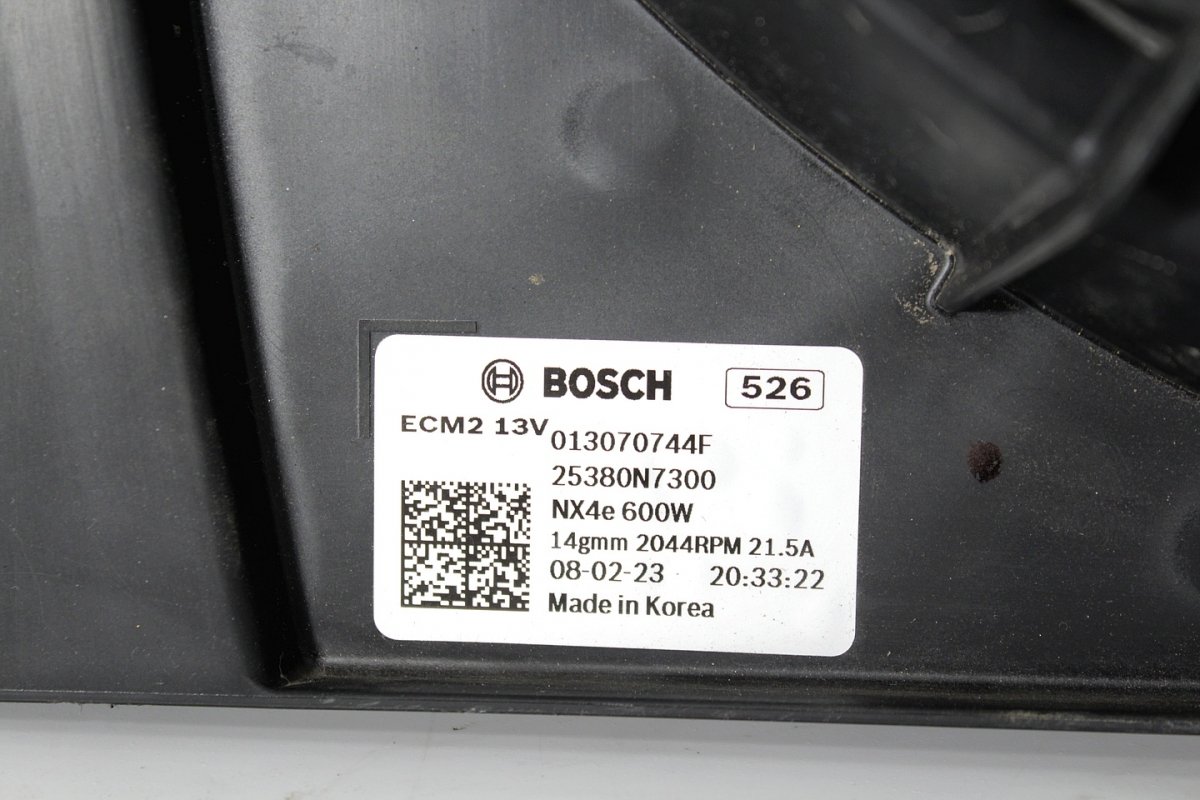 BOSCH 526
ECM2 13V
013070744F
25380N7300
NX4e 600W
14gmm 2044RPM 21.5A
08-02-23 20:33:22
Made in Korea